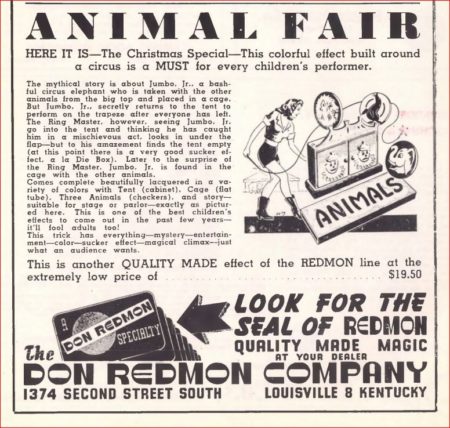 ANIMAL FAIR
HERE IT IS—The Christmas Special—This colorful effect built around
a circus is a MUST for every children's performer.
The mythical story is about Jumbo, Jr., a bash-
ful circus elephant who is taken with the other
animals from the big top and placed in a cage.
But Jumbo, Jr., secretly returns to the tent to
perform on the trapeze after everyone has left.
The Ring Master, however, seeing Jumbo, Jr.
go into the tent and thinking he has caught
him in a mischievous act, looks in under the
flap—but to his amazement finds the tent empty
(at this point there is a very good sucker ef-
fect, a la Die Box). Later to the surprise of
the Ring Master, Jumbo, Jr. is found in the
cage with the other animals.
Comes complete beautifully lacquered in a va-
riety of colors with Tent (cabinet), Cage (flat
tube), Three Animals (checkers), and story—
suitable for stage or parlor—exactly as pictur-
ed here. This is one of the best children's
effects to come out in the past few years—
it'll fool adults too!
This trick has everything—mystery—entertain-
ment—color—sucker effect—magical climax—just
what an audience wants.
ANIMALS
This is another QUALITY MADE effect of the REDMON line at the
extremely low price of ........................................ $19.50
A
DON REDMON
SPECIALTY
LOOK FOR THE
SEAL OF REDMON
QUALITY MADE MAGIC
AT YOUR DEALER
The
DON REDMON COMPANY
1374 SECOND STREET SOUTH LOUISVILLE 8 KENTUCKY